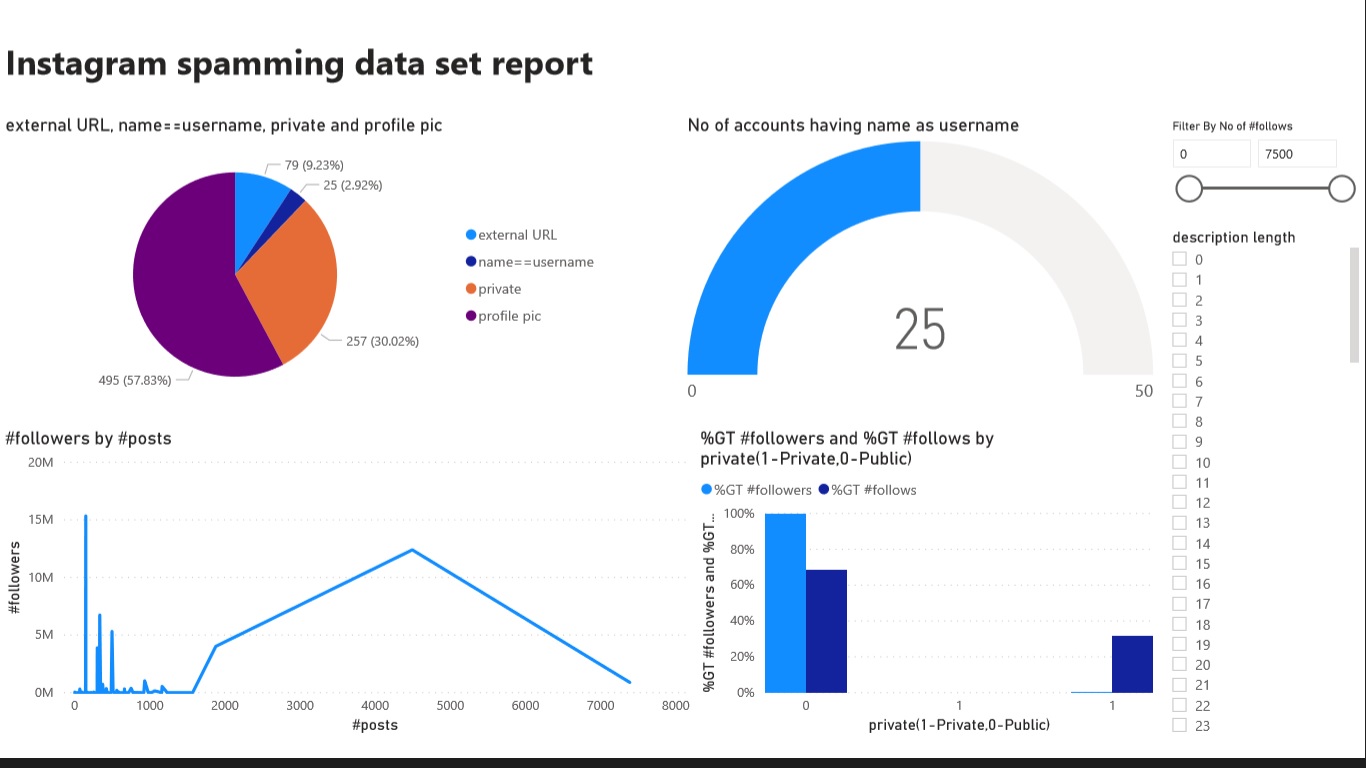 Instagram spamming data set report
external URL, name==username, private and profile pic
79 (9.23%)
25 (2.92%)
257 (30.02%)
495 (57.83%)
external URL
name==username
private
profile pic
No of accounts having name as username
25
0
50
Filter By No of #follows
0
7500
description length
0
1
2
3
4
5
6
7
8
9
10
11
12
13
14
15
16
17
18
19
20
21
22
23
#followers by #posts
20M
15M
10M
5M
0M
#followers
0
1000
2000
3000
4000
5000
6000
7000
8000
#posts
%GT #followers and %GT #follows by
private(1-Private,0-Public)
%GT #followers
%GT #follows
100%
80%
60%
40%
20%
0%
%GT #followers and %GT...
0
1
1
private(1-Private,0-Public)